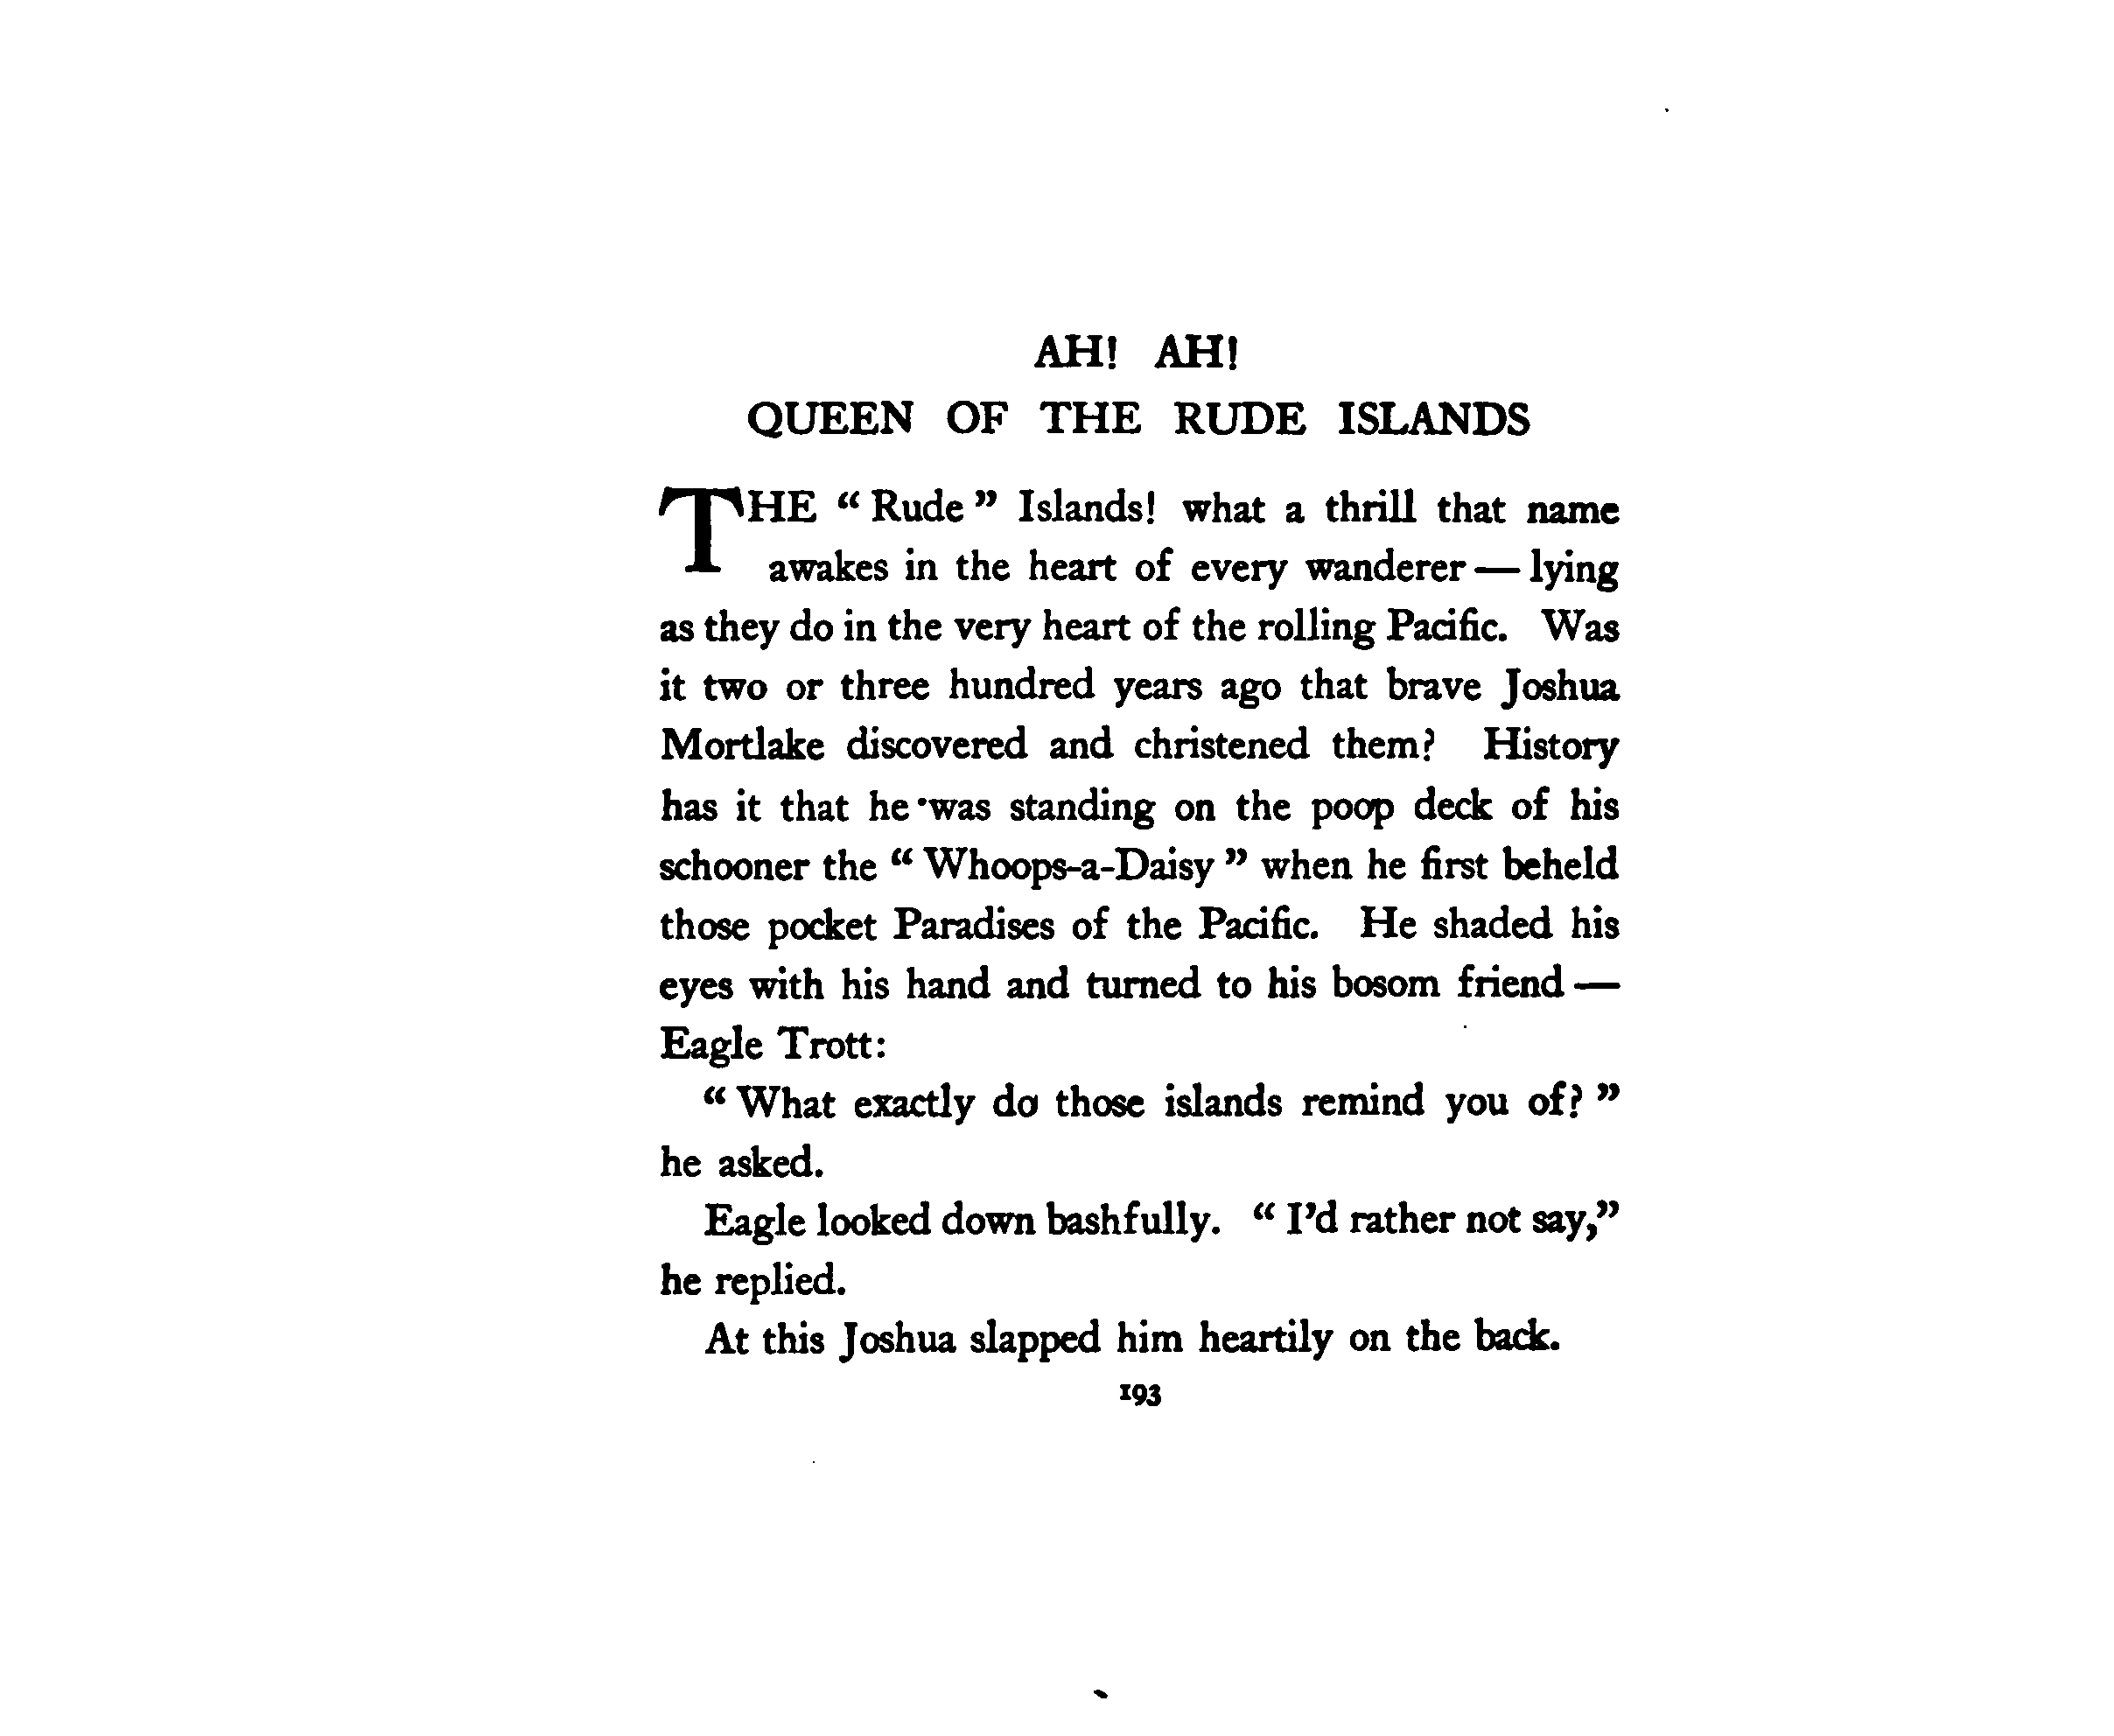 AH! AH!
QUEEN OF THE RUDE ISLANDS
THE “ Rude ” Islands! what a thrill that name
awakes in the heart of every wanderer — lying
as they do in the very heart of the rolling Pacific. Was
it two or three hundred years ago that brave Joshua
Mortlake discovered and christened them? History
has it that he was standing on the poop deck of his
schooner the “ Whoops-a-Daisy ” when he first beheld
those pocket Paradises of the Pacific. He shaded his
eyes with his hand and turned to his bosom friend —
Eagle Trott:
“ What exactly do those islands remind you of? ”
he asked.
Eagle looked down bashfully. “ I’d rather not say,”
he replied.
At this Joshua slapped him heartily on the back.
193